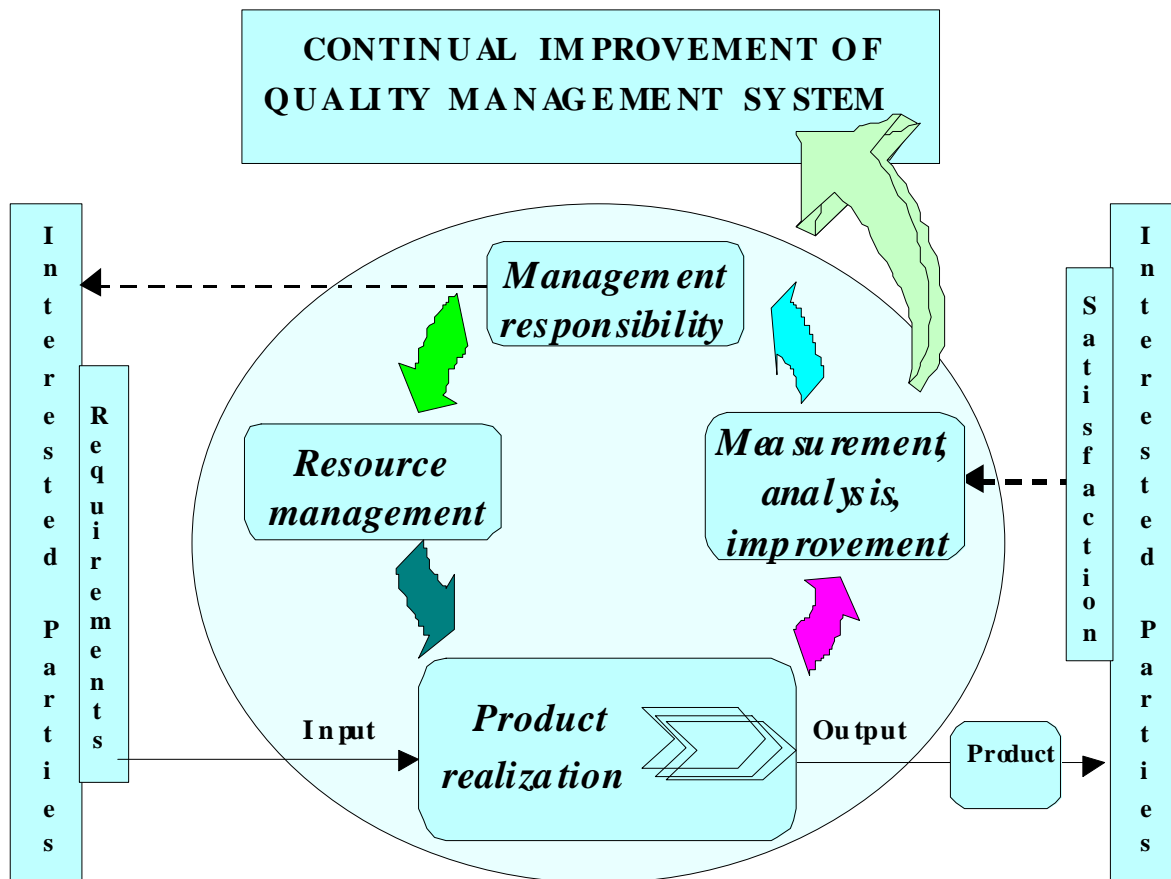 CONTINUAL IMPROVEMENT OF
QUALITY MANAGEMENT SYSTEM
Interested Parties
Requirements
Management
responsibility
Resource
management
Measurement,
analysis,
improvement
Input
Product
realization
Output
Product
Satisfaction
Interested Parties